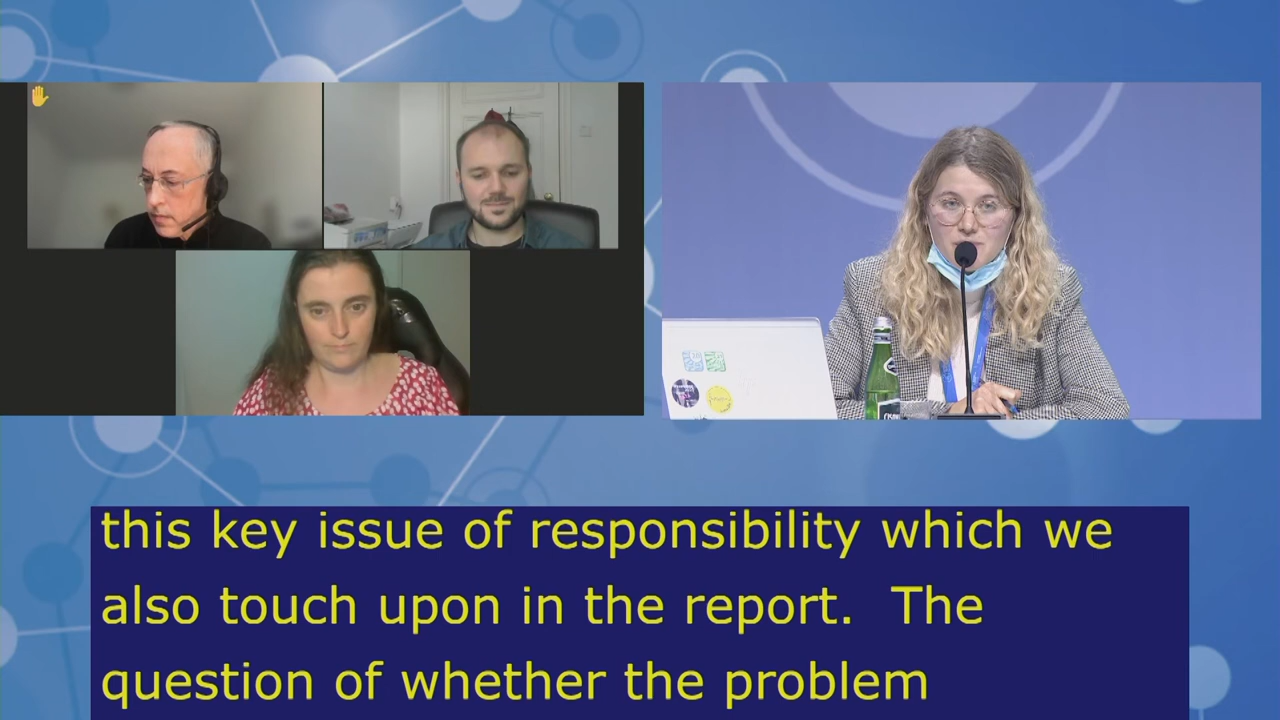 this key issue of responsibility which we
also touch upon in the report.  The
question of whether the problem